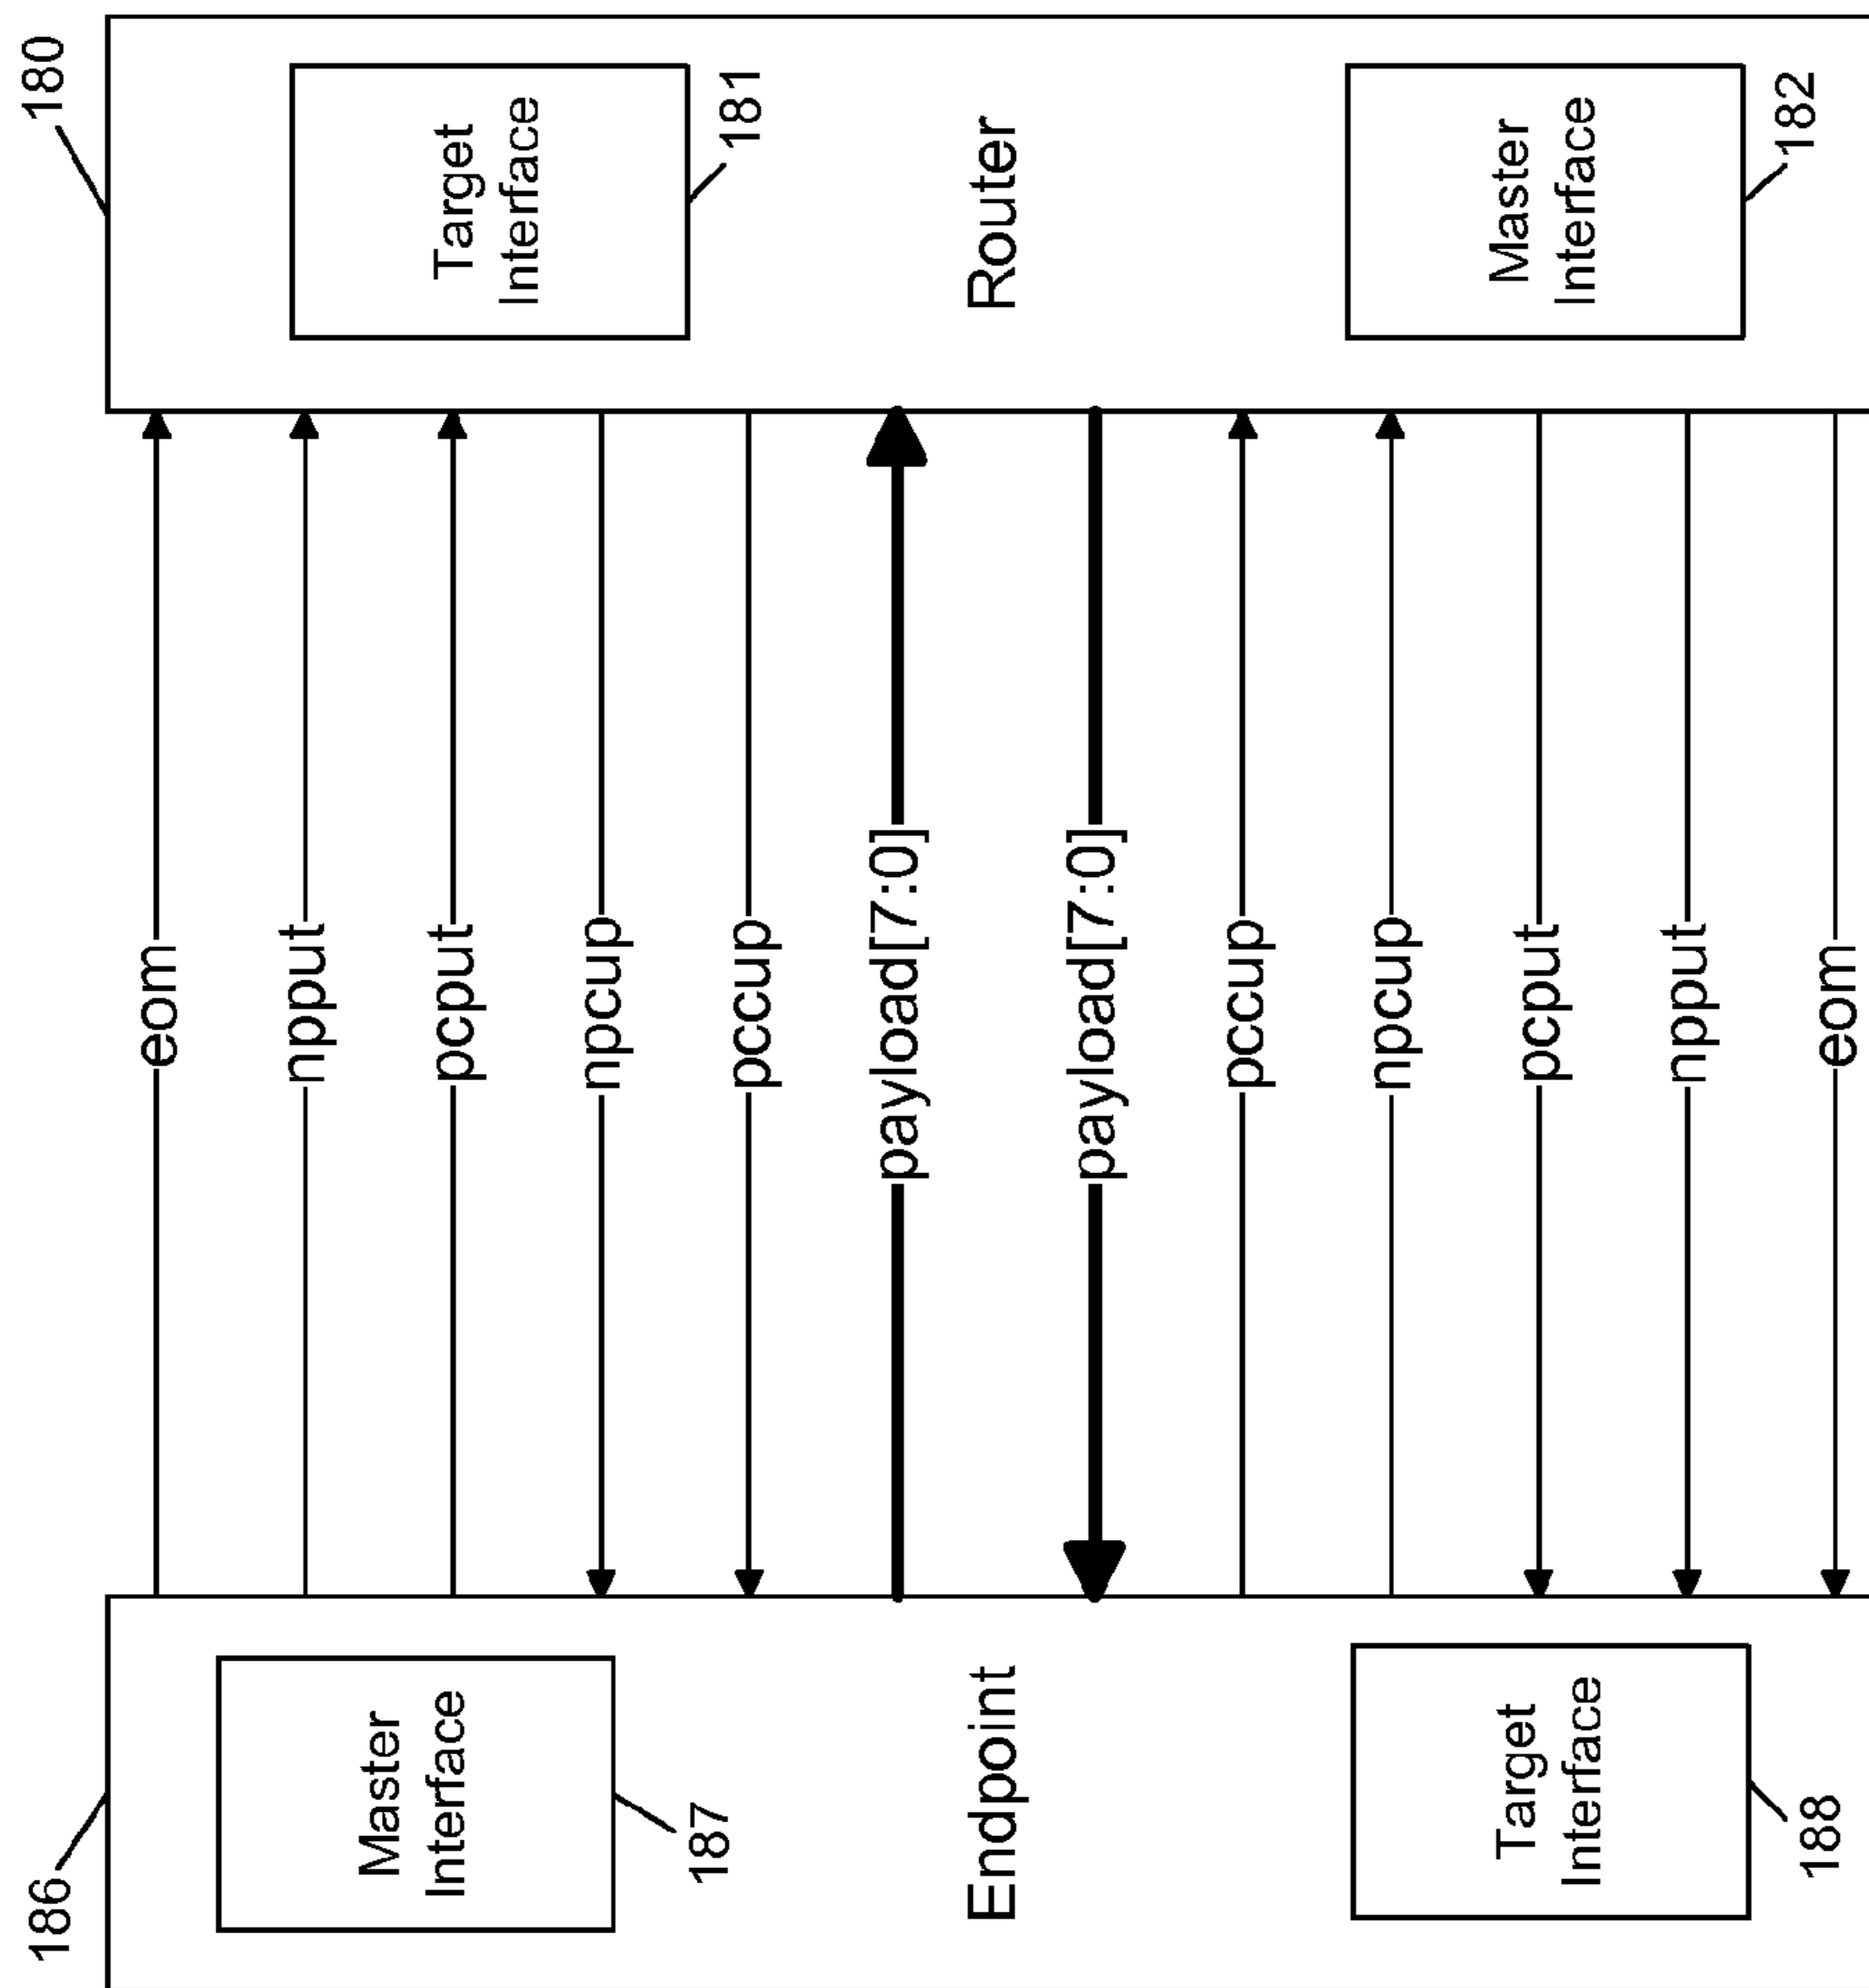 186
Master
Interface
187
Endpoint
Target
Interface
188
eom
npput
pcput
npcup
pccup
payload[7:0]
payload[7:0]
pccup
npcup
pcput
npput
eom
180
Target
Interface
181
Router
Master
Interface
182